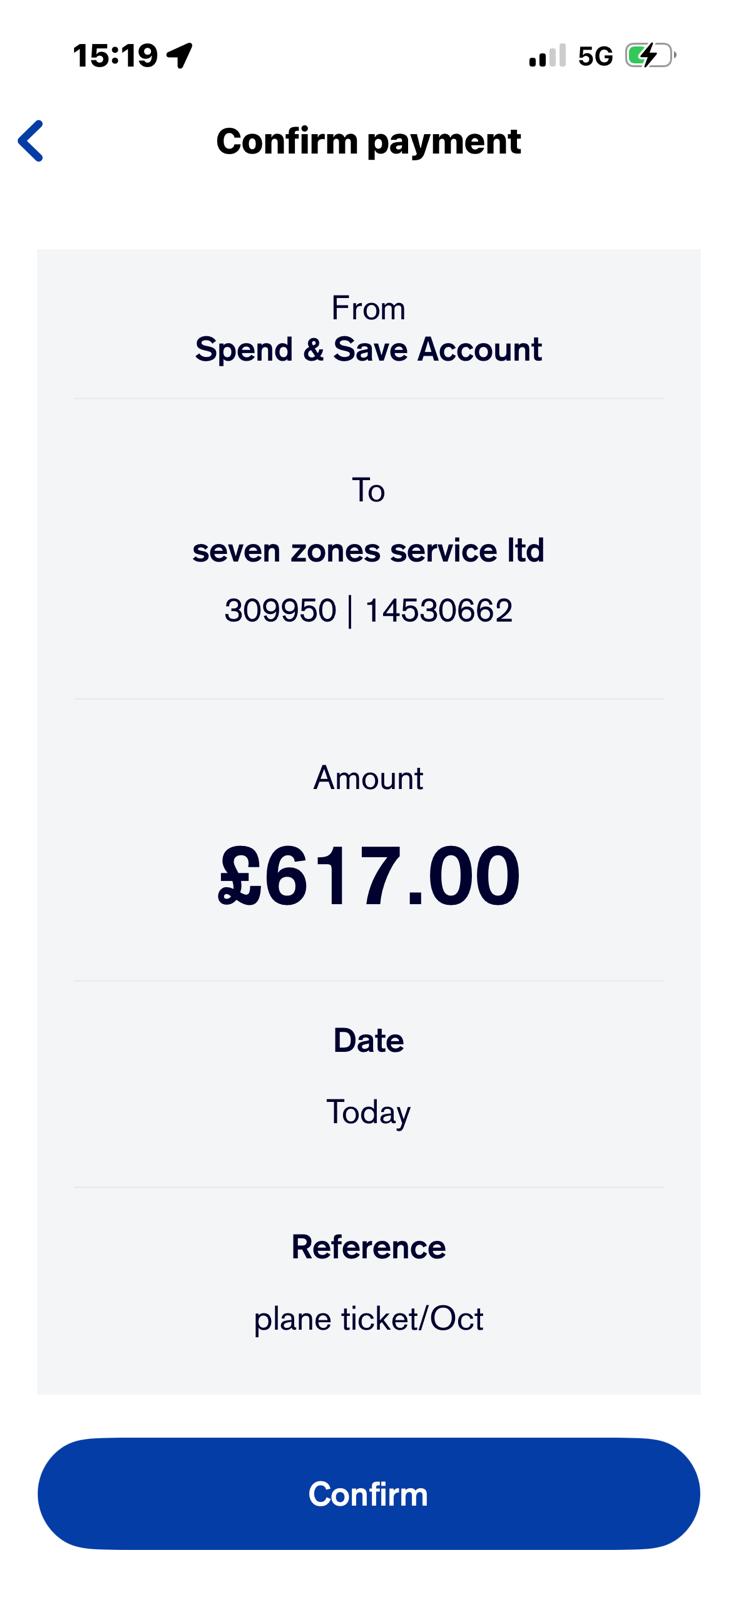 15:19
5G
Confirm payment
From
Spend & Save Account
To
seven zones service ltd
309950 | 14530662
Amount
£617.00
Date
Today
Reference
plane ticket/Oct
Confirm